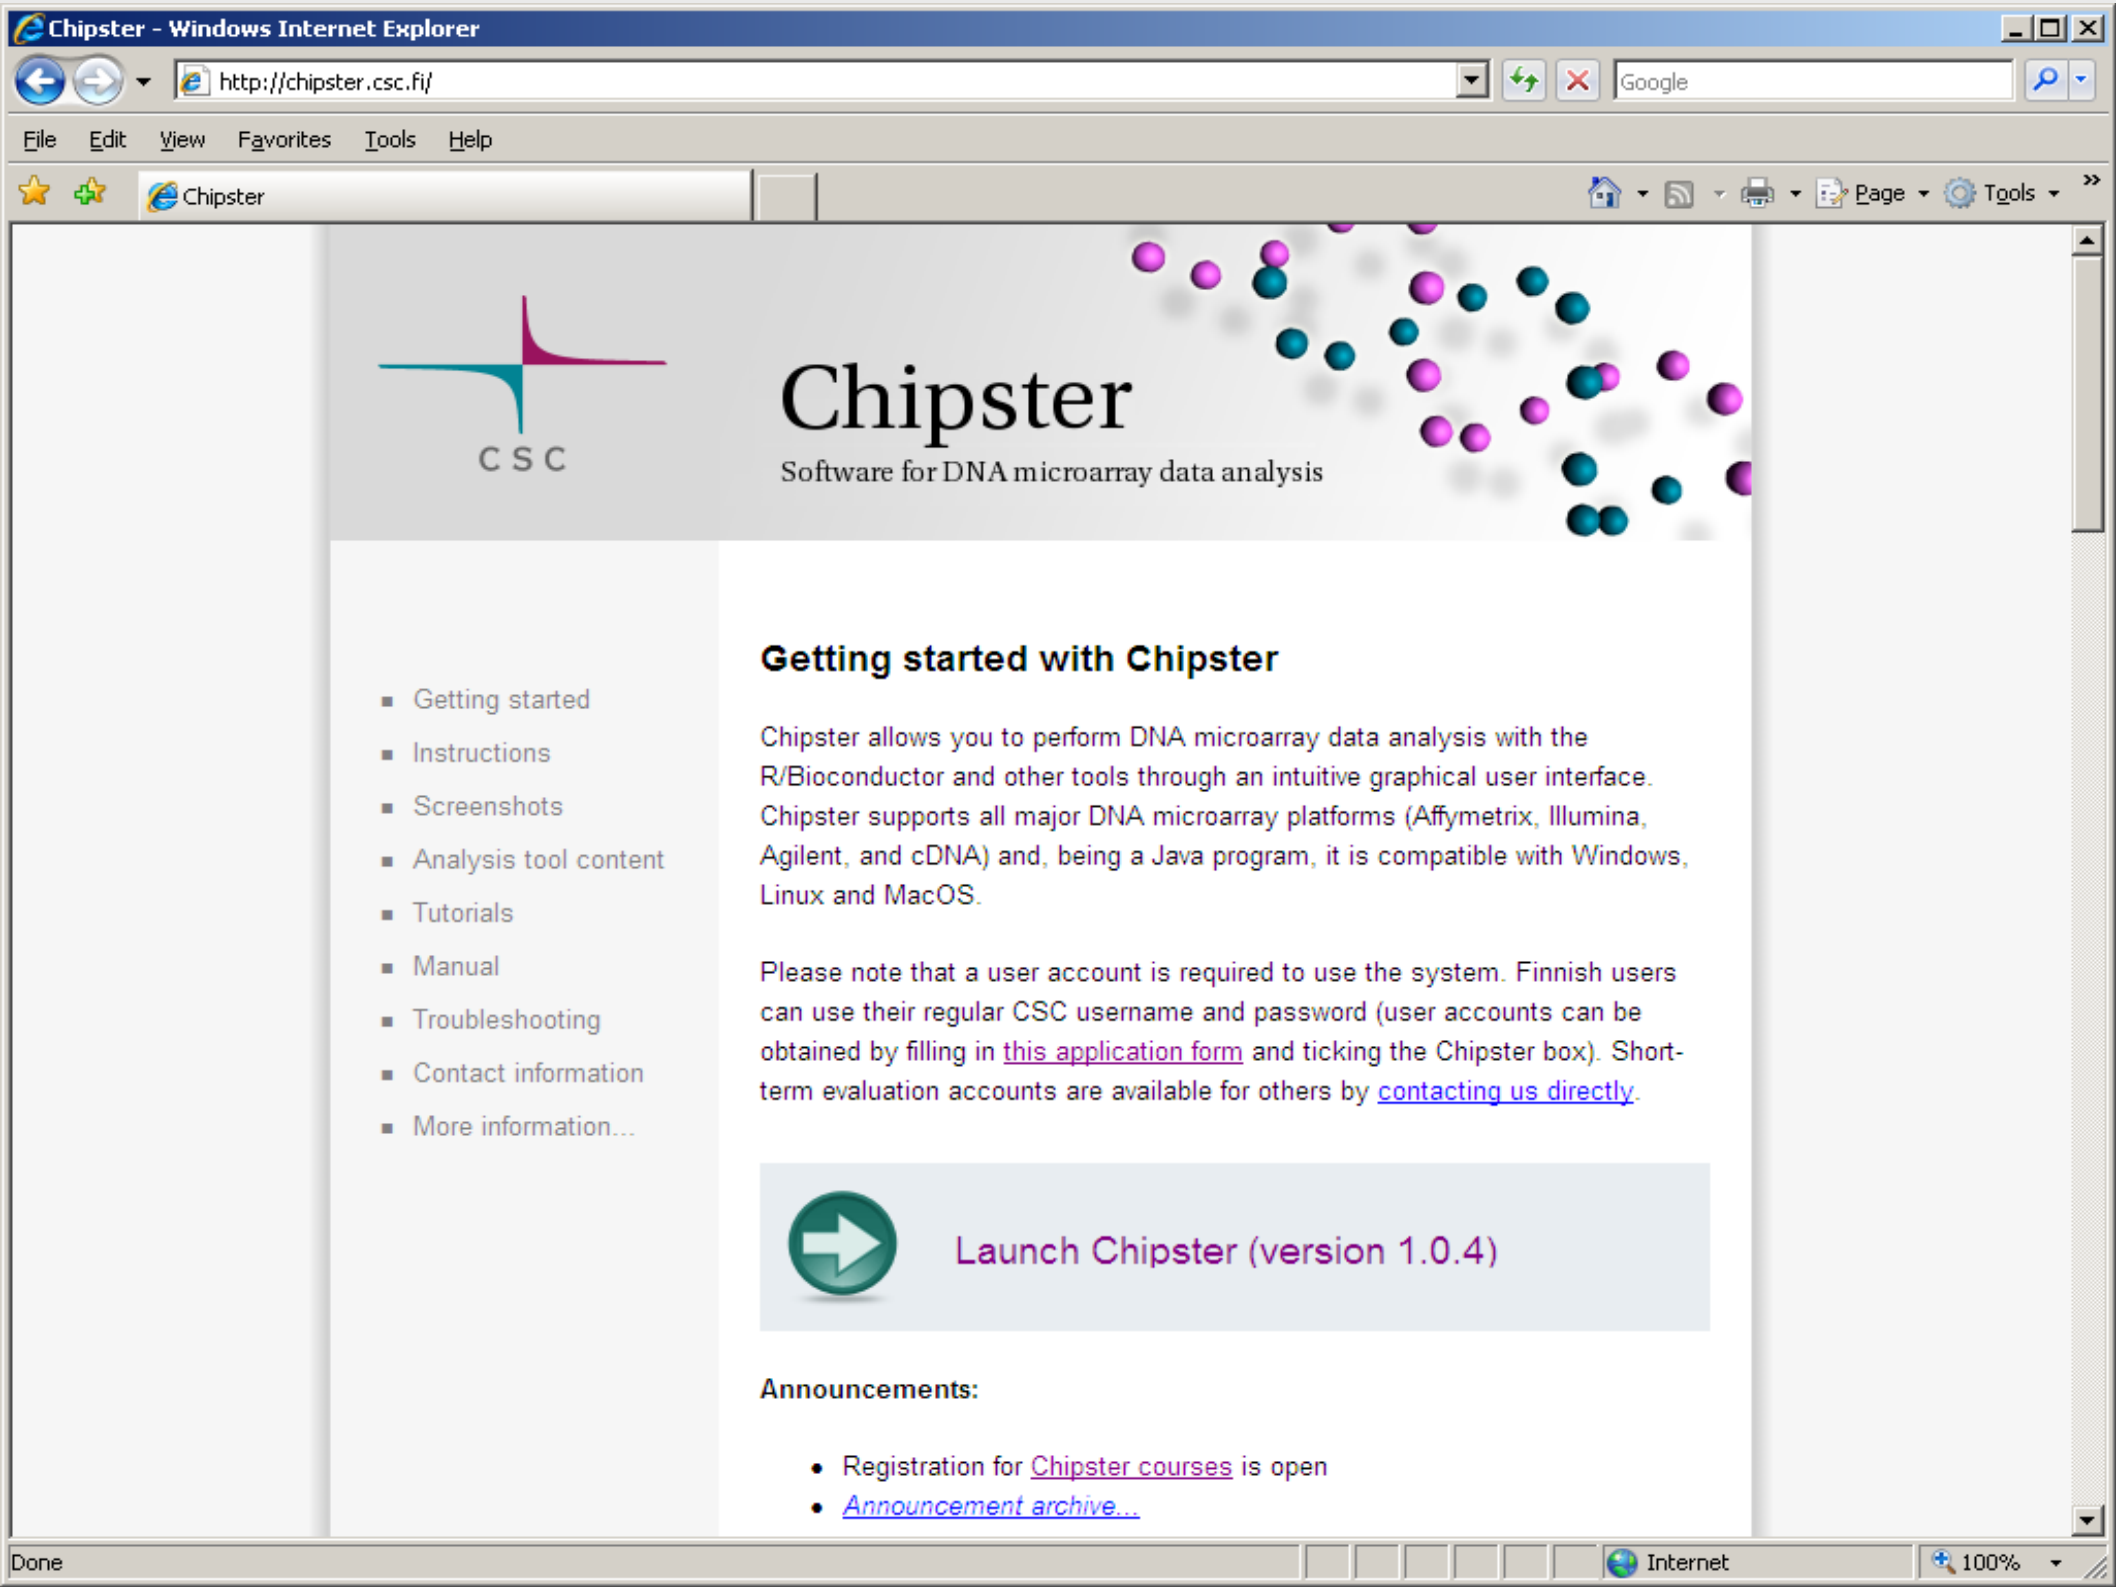 Chipster - Windows Internet Explorer
http://chipster.csc.fi/
Google
File Edit View Favorites Tools Help
Chipster
Page Tools »
CSC
Chipster
Software for DNA microarray data analysis
Getting started
Instructions
Screenshots
Analysis tool content
Tutorials
Manual
Troubleshooting
Contact information
More information...
Getting started with Chipster
Chipster allows you to perform DNA microarray data analysis with the
R/Bioconductor and other tools through an intuitive graphical user interface.
Chipster supports all major DNA microarray platforms (Affymetrix, Illumina,
Agilent, and cDNA) and, being a Java program, it is compatible with Windows,
Linux and MacOS.
Please note that a user account is required to use the system. Finnish users
can use their regular CSC username and password (user accounts can be
obtained by filling in this application form and ticking the Chipster box). Short-
term evaluation accounts are available for others by contacting us directly.
Launch Chipster (version 1.0.4)
Announcements:
Registration for Chipster courses is open
Announcement archive...
Done
Internet
100%